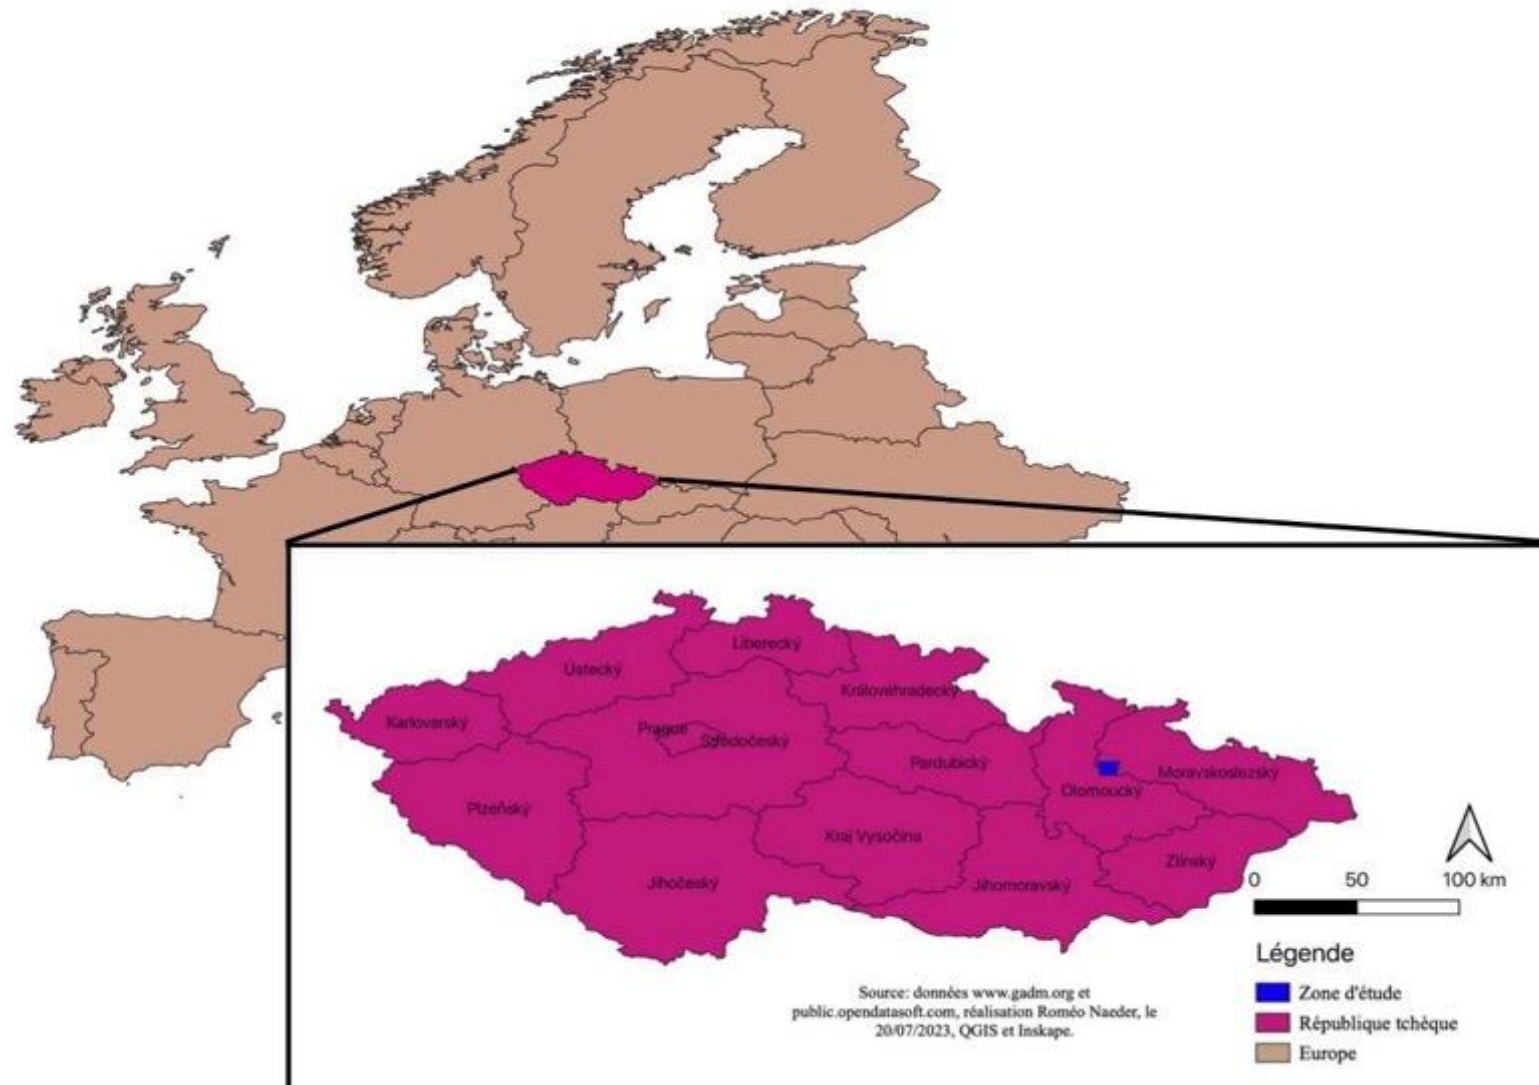 Liberecký
Ústecký
Královéhradecký
Karlovarský
Prague
Středočeský
Pardubický
Moravskoslezský
Olomoucký
Plzeňský
Kraj Vysočina
Zlínský
Jihočeský
Jihomoravský
0 50 100 km
Légende
Zone d'étude
République tchèque
Europe
Source: données www.gadm.org et
public.opendatasoft.com, réalisation Roméo Naeder, le
20/07/2023, QGIS et Inskape.